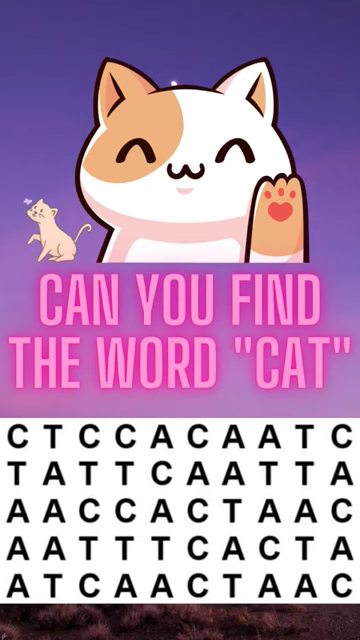 CAN YOU FIND
THE WORD "CAT"
C T C C A C A A T C
T A T T C A A T T A
A A C C A C T A A C
A A T T T C A C T A
A T C A A C T A A C